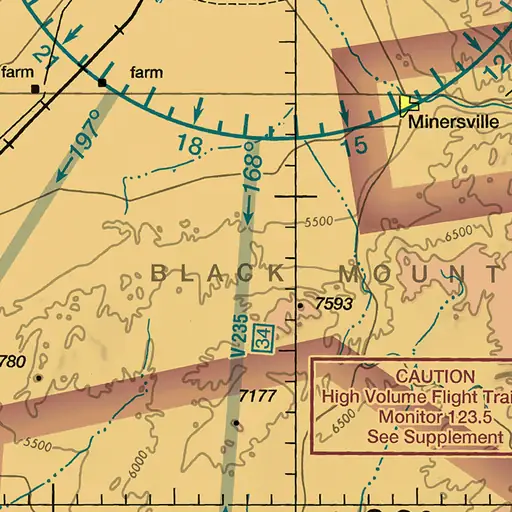 2
12
farm
farm
Minersville
197°
18
168°
15
5500
6500
BLACK MOUNT
7593
V 235
34
780
CAUTION
High Volume Flight Trai
Monitor 123.5
See Supplement
7177
6500
5500
6000